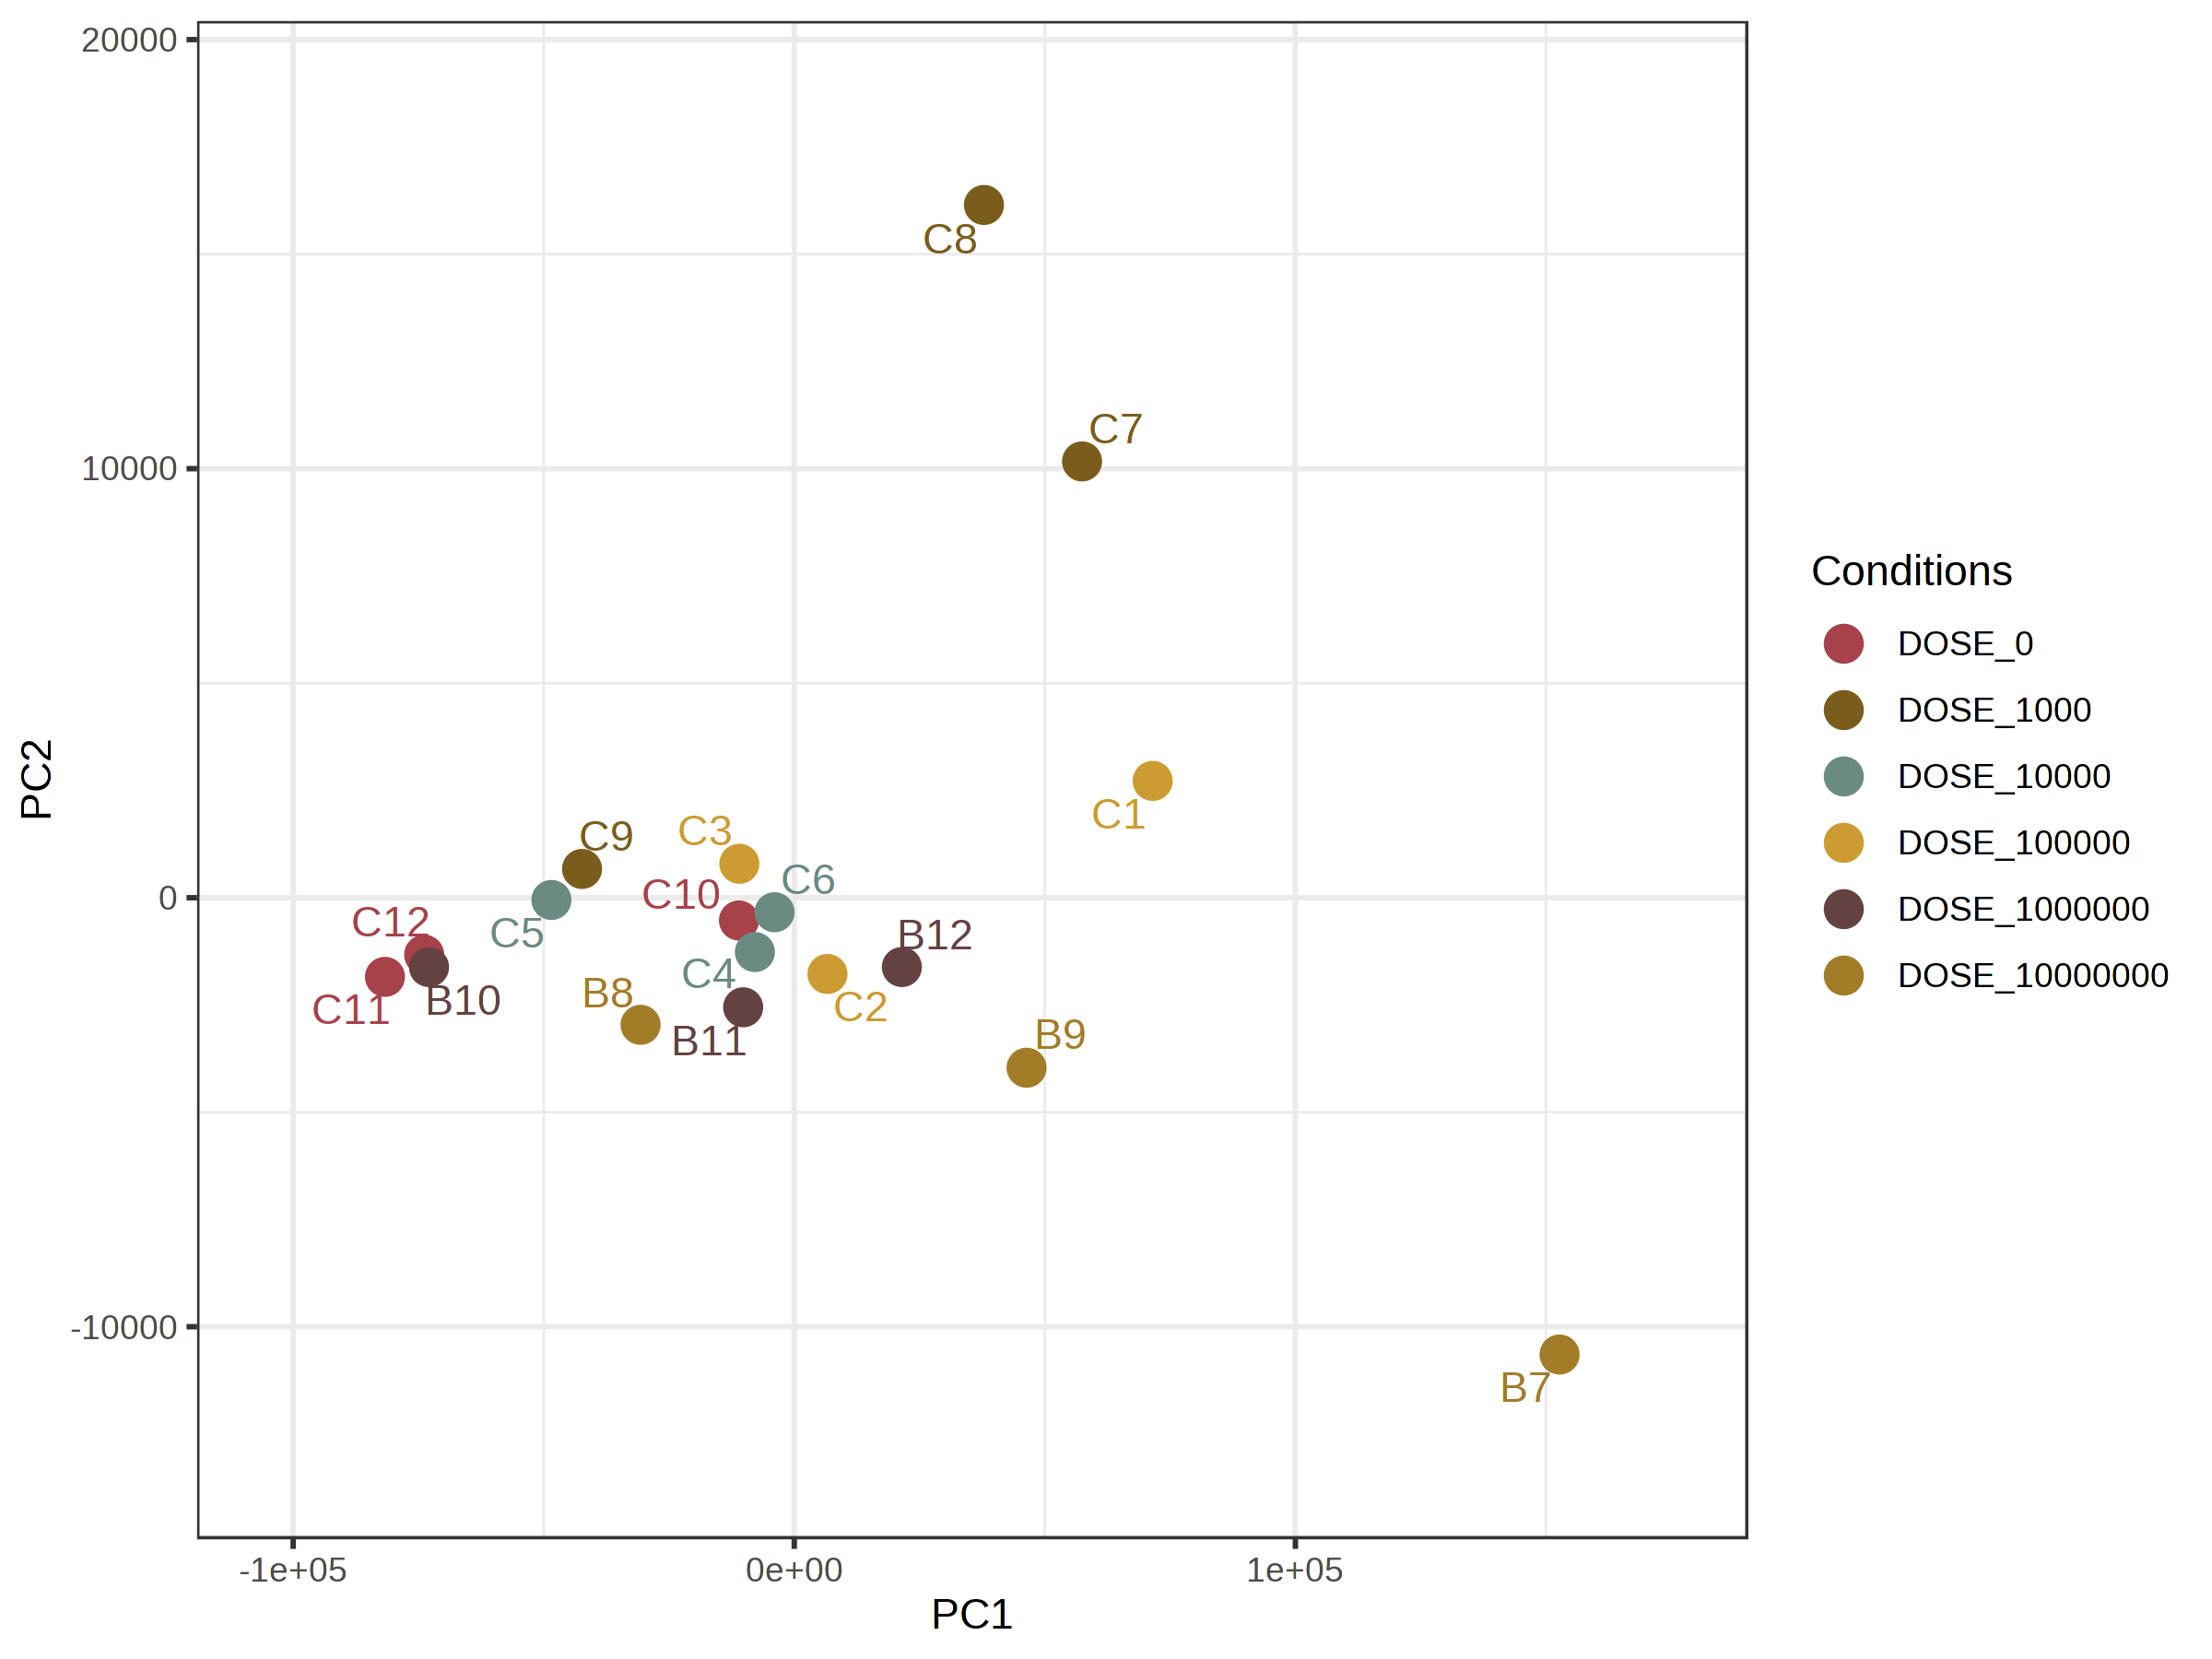 20000
C8
C7
10000
Conditions
DOSE_0
DOSE_1000
DOSE_10000
DOSE_100000
DOSE_1000000
DOSE_10000000
PC2
C1
C3
C9
C6
C10
0
C12
C5
B12
C4
B8
B10
C2
C11
B9
B11
-10000
B7
-1e+05
0e+00
1e+05
PC1